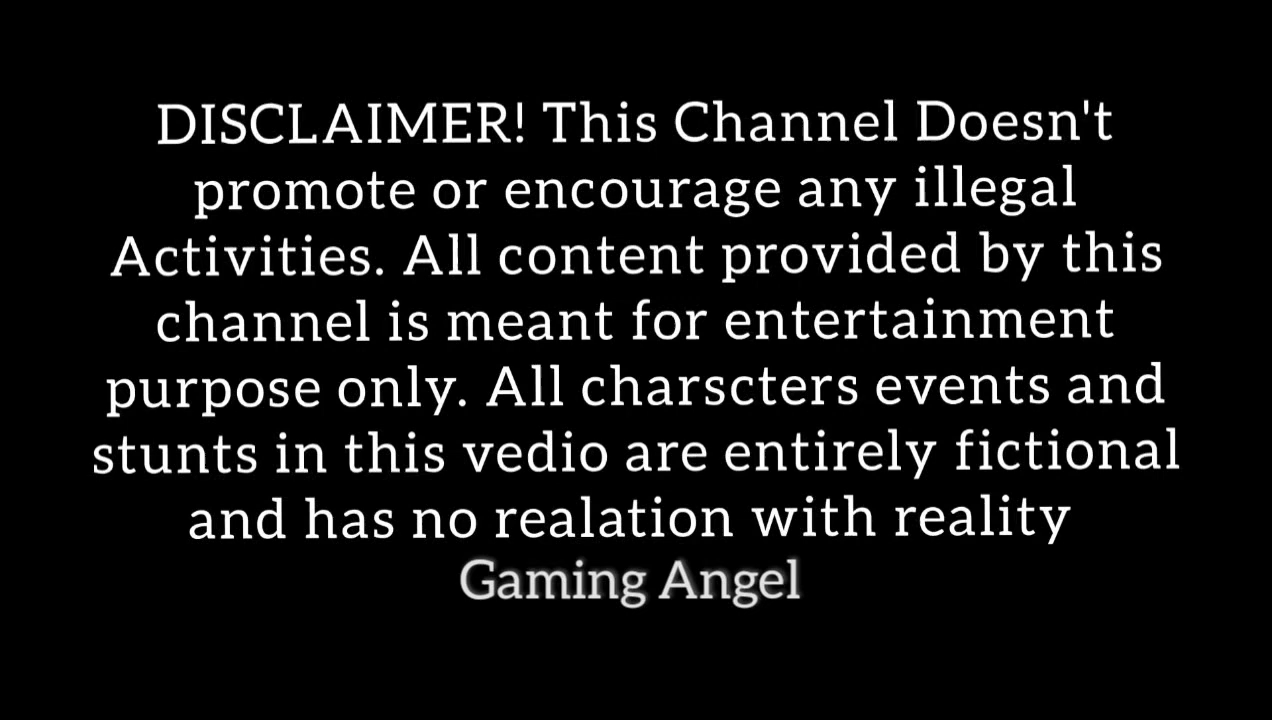 DISCLAIMER! This Channel Doesn't
promote or encourage any illegal
Activities. All content provided by this
channel is meant for entertainment
purpose only. All charscters events and
stunts in this vedio are entirely fictional
and has no realation with reality
Gaming Angel